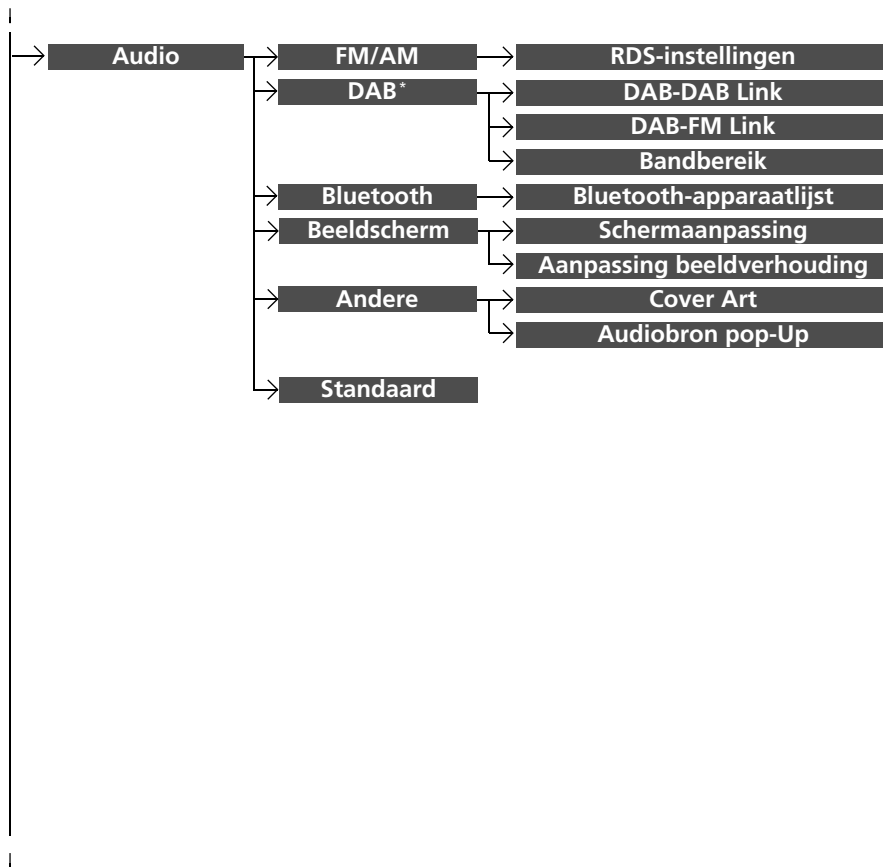 Audio FM/AM RDS-instellingen
DAB* DAB-DAB Link
DAB-FM Link
Bandbereik
Bluetooth Bluetooth-apparaatlijst
Beeldscherm Schermaanpassing
Aanpassing beeldverhouding
Andere Cover Art
Audiobron pop-Up
Standaard